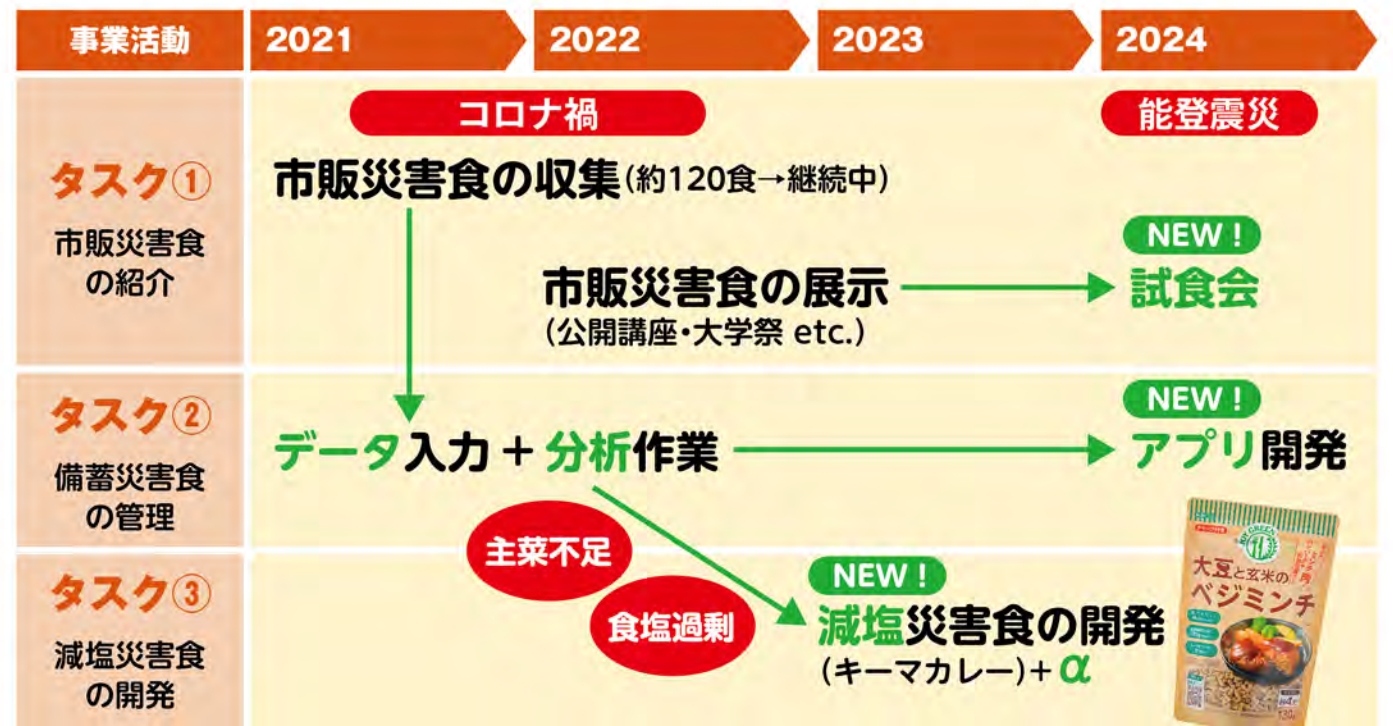 事業活動 2021 2022 2023 2024
コロナ禍
能登震災
タスク①
市販災害食
の紹介
市販災害食の収集(約120食→継続中)
市販災害食の展示
(公開講座・大学祭 etc.)
NEW！
試食会
タスク②
備蓄災害食
の管理
データ入力＋分析作業
NEW！
アプリ開発
主菜不足
食塩過剰
タスク③
減塩災害食
の開発
NEW！
減塩災害食の開発
(キーマカレー)＋α
大豆と玄米の
ベジミンチ